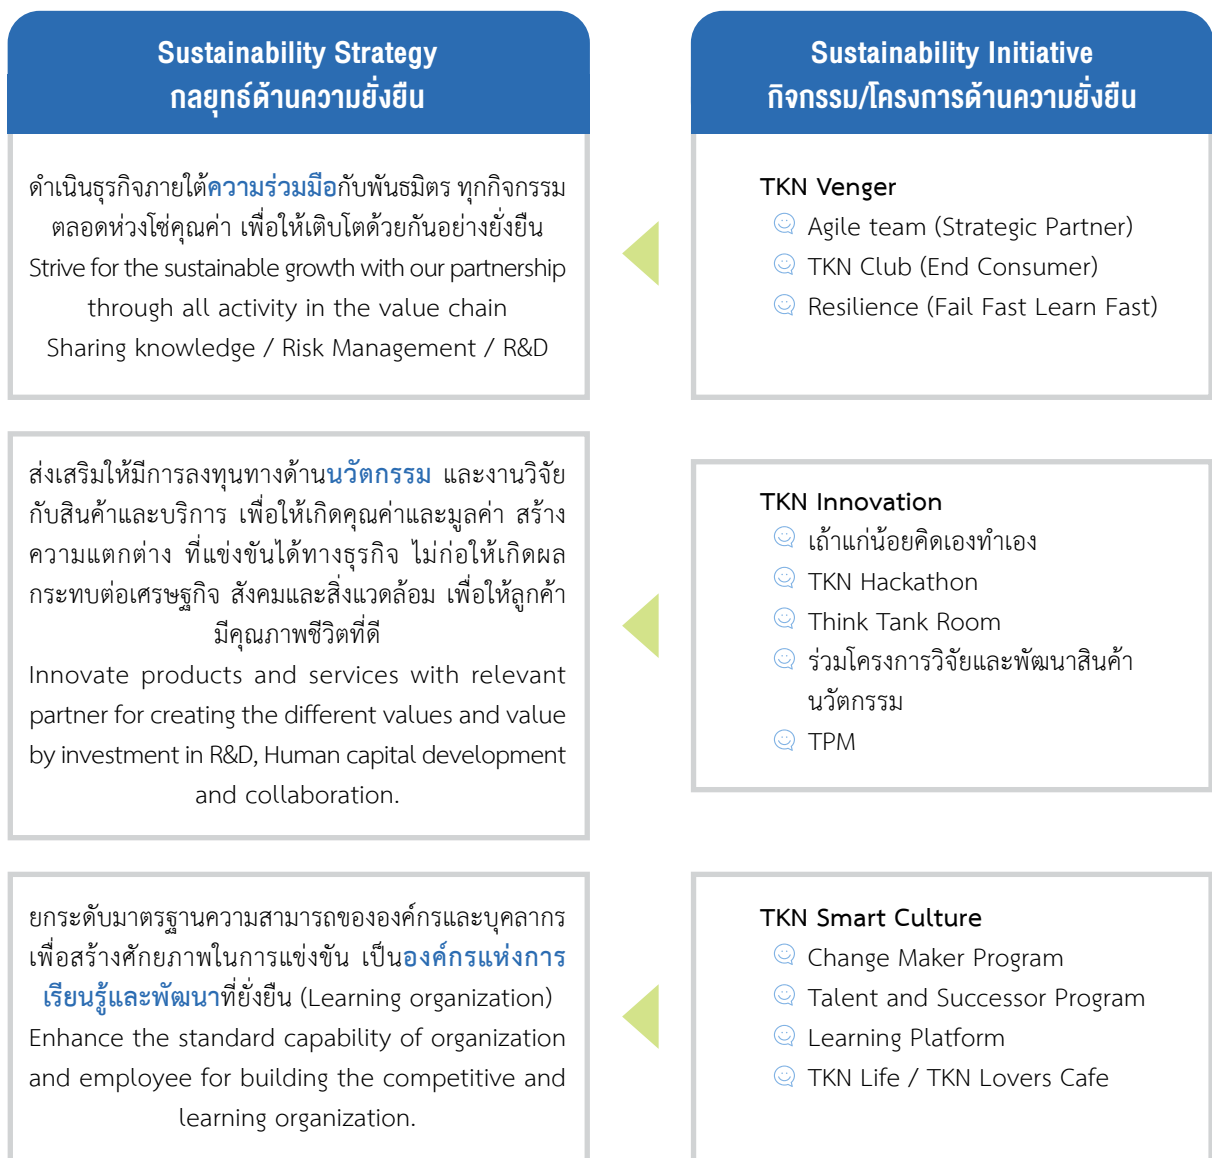 Sustainability Strategy
กลยุทธ์ด้านความยั่งยืน
Sustainability Initiative
กิจกรรม/โครงการด้านความยั่งยืน
ดำเนินธุรกิจภายใต้ความร่วมมือกับพันธมิตร ทุกกิจกรรม
ตลอดห่วงโซ่คุณค่า เพื่อให้เติบโตด้วยกันอย่างยั่งยืน
Strive for the sustainable growth with our partnership
through all activity in the value chain
Sharing knowledge / Risk Management / R&D
TKN Venger
Agile team (Strategic Partner)
TKN Club (End Consumer)
Resilience (Fail Fast Learn Fast)
ส่งเสริมให้มีการลงทุนทางด้านนวัตกรรม และงานวิจัย
กับสินค้าและบริการ เพื่อให้เกิดคุณค่าและมูลค่า สร้าง
ความแตกต่าง ที่แข่งขันได้ทางธุรกิจ ไม่ก่อให้เกิดผล
กระทบต่อเศรษฐกิจ สังคมและสิ่งแวดล้อม เพื่อให้ลูกค้า
มีคุณภาพชีวิตที่ดี
Innovate products and services with relevant
partner for creating the different values and value
by investment in R&D, Human capital development
and collaboration.
TKN Innovation
เถ้าแก่น้อยคิดเองทำเอง
TKN Hackathon
Think Tank Room
ร่วมโครงการวิจัยและพัฒนาสินค้า
นวัตกรรม
TPM
ยกระดับมาตรฐานความสามารถขององค์กรและบุคลากร
เพื่อสร้างศักยภาพในการแข่งขัน เป็นองค์กรแห่งการ
เรียนรู้และพัฒนาที่ยั่งยืน (Learning organization)
Enhance the standard capability of organization
and employee for building the competitive and
learning organization.
TKN Smart Culture
Change Maker Program
Talent and Successor Program
Learning Platform
TKN Life / TKN Lovers Cafe